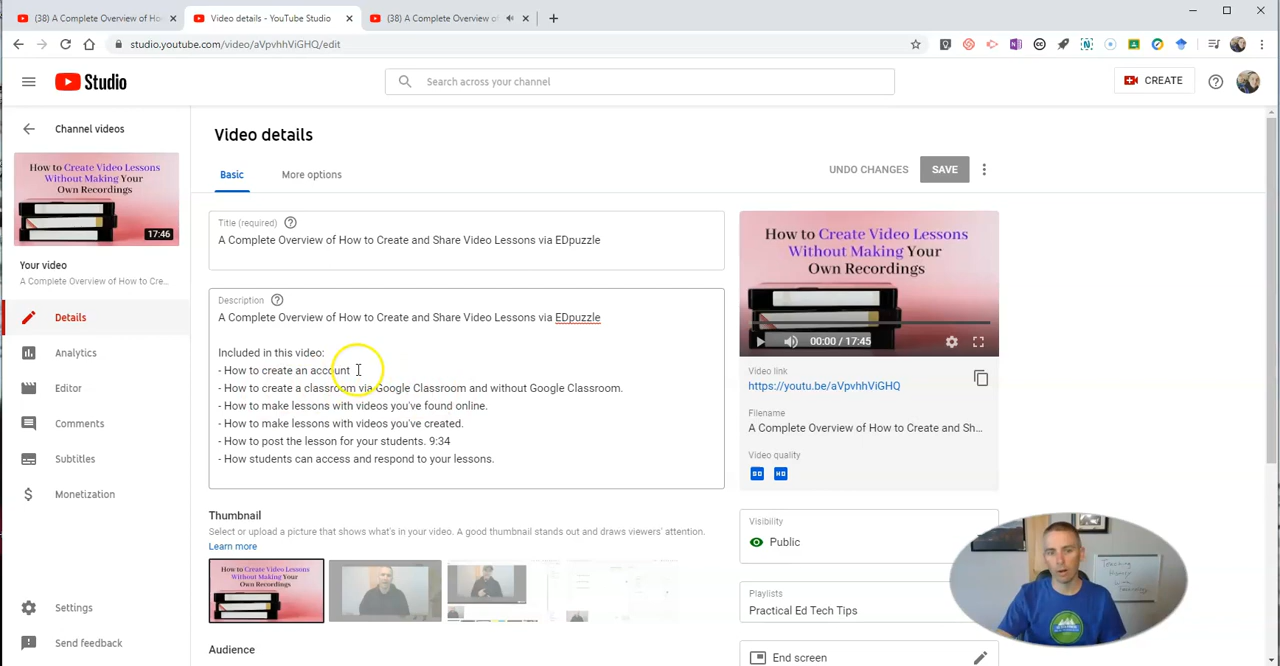 (38) A Complete Overview of Ho
Video details - YouTube Studio
(38) A Complete Overview of
studio.youtube.com/video/aVpvhhViGHQ/edit
Studio
Search across your channel
CREATE
Channel videos
How to Create Video Lessons
Without Making Your
Own Recordings
17:46
Your video
A Complete Overview of How to Cre...
Details
Analytics
Editor
Comments
Subtitles
Monetization
Settings
Send feedback
Video details
Basic
More options
UNDO CHANGES
SAVE
Title (required)
A Complete Overview of How to Create and Share Video Lessons via EDpuzzle
Description
A Complete Overview of How to Create and Share Video Lessons via EDpuzzle
Included in this video:
- How to create an account
- How to create a classroom via Google Classroom and without Google Classroom.
- How to make lessons with videos you've found online.
- How to make lessons with videos you've created.
- How to post the lesson for your students. 9:34
- How students can access and respond to your lessons.
Thumbnail
Select or upload a picture that shows what's in your video. A good thumbnail stands out and draws viewers' attention.
Learn more
How to Create Video Lessons
Without Making Your
Own Recordings
Audience
How to Create Video Lessons
Without Making Your
Own Recordings
00:00 / 17:45
Video link
https://youtu.be/aVpvhhViGHQ
Filename
A Complete Overview of How to Create and Sh...
Video quality
SD
HD
Visibility
Public
Playlists
Practical Ed Tech Tips
End screen
Teaching
History
Technology